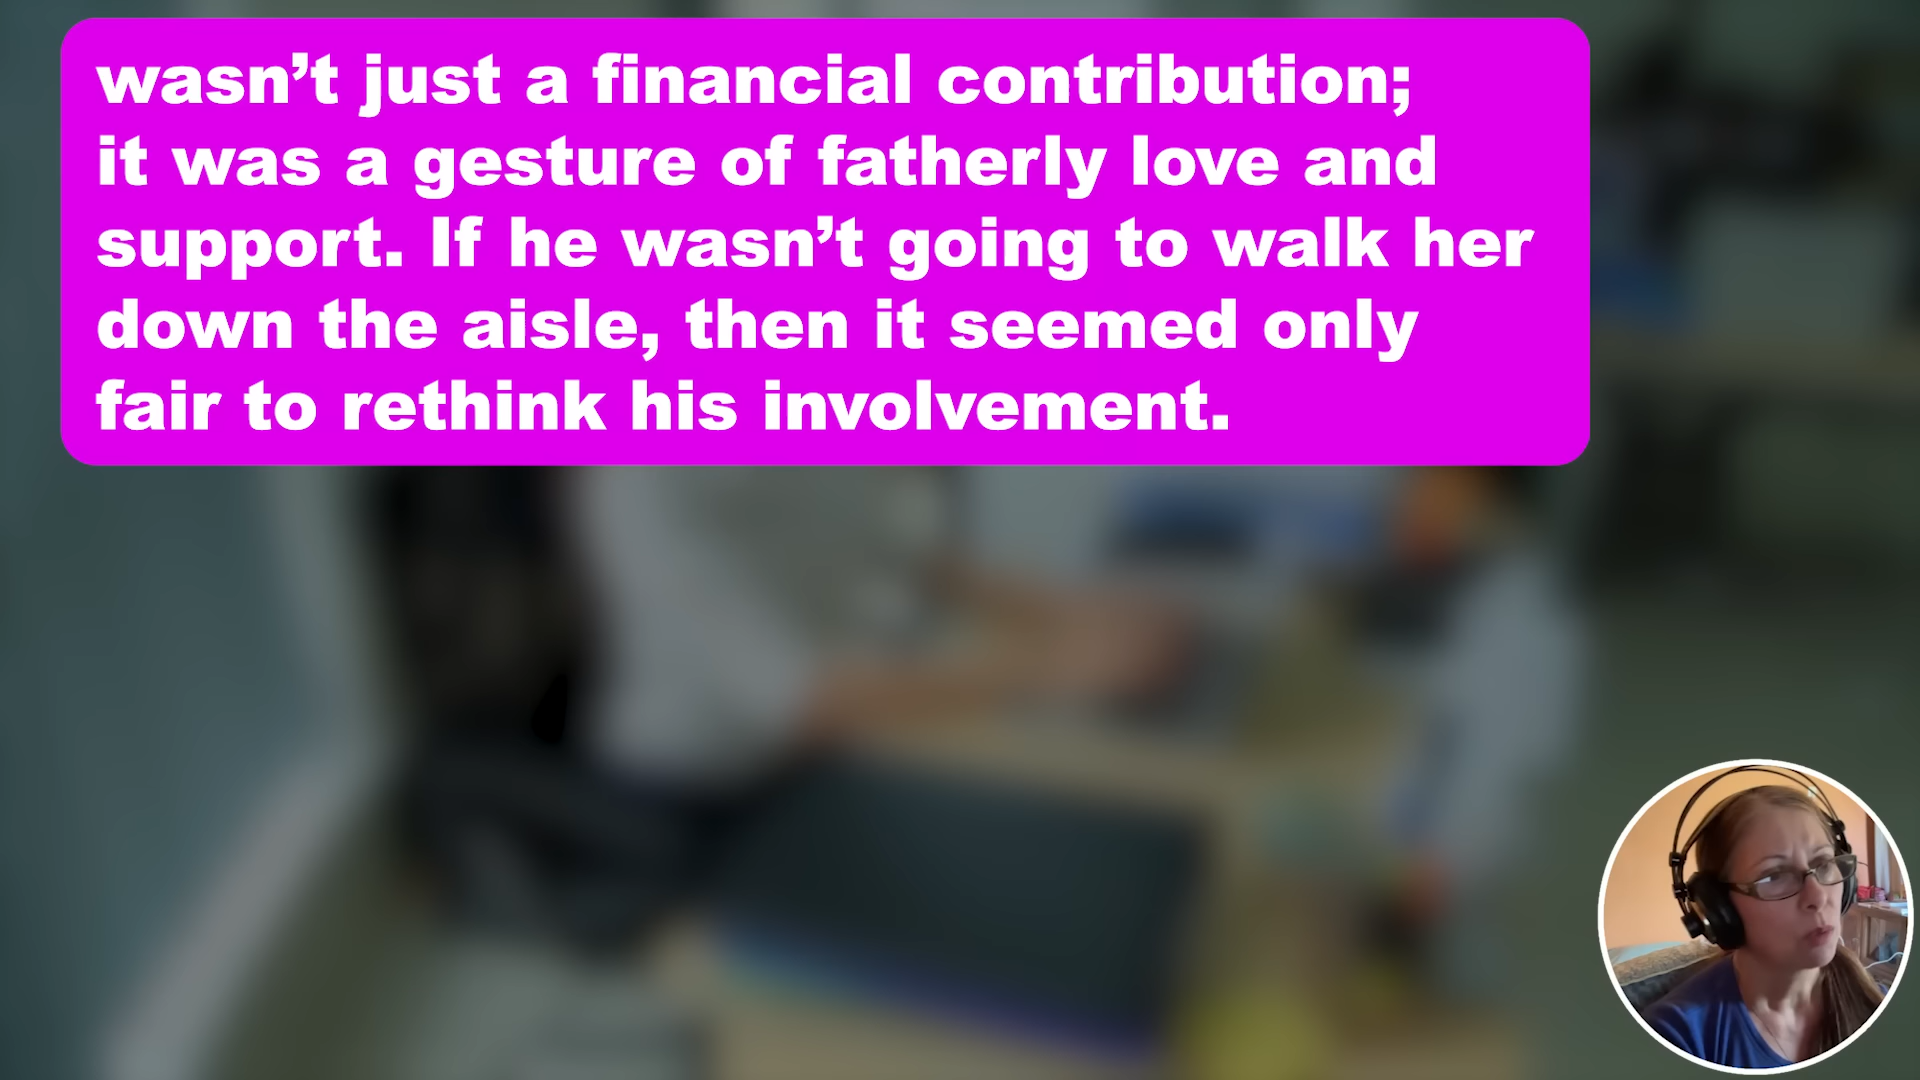 wasn’t just a financial contribution;
it was a gesture of fatherly love and
support. If he wasn’t going to walk her
down the aisle, then it seemed only
fair to rethink his involvement.